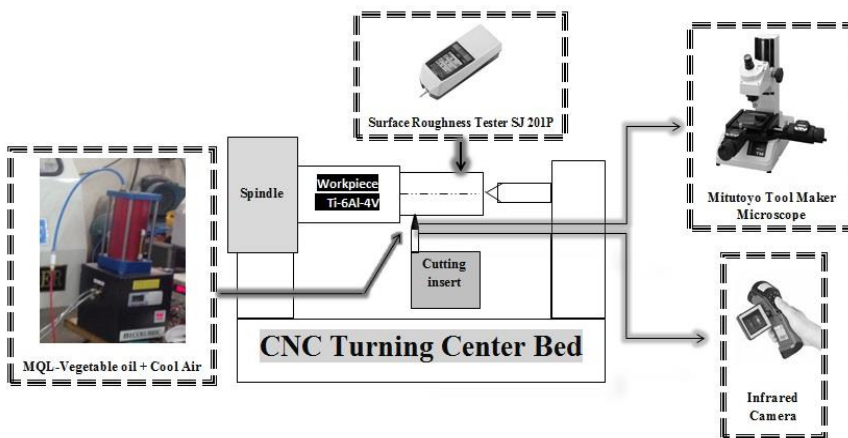 Surface Roughness Tester SJ 201P
Spindle
Workpiece
Ti-6Al-4V
Mitutoyo Tool Maker
Microscope
Cutting
insert
MQL-Vegetable oil + Cool Air
CNC Turning Center Bed
Infrared
Camera